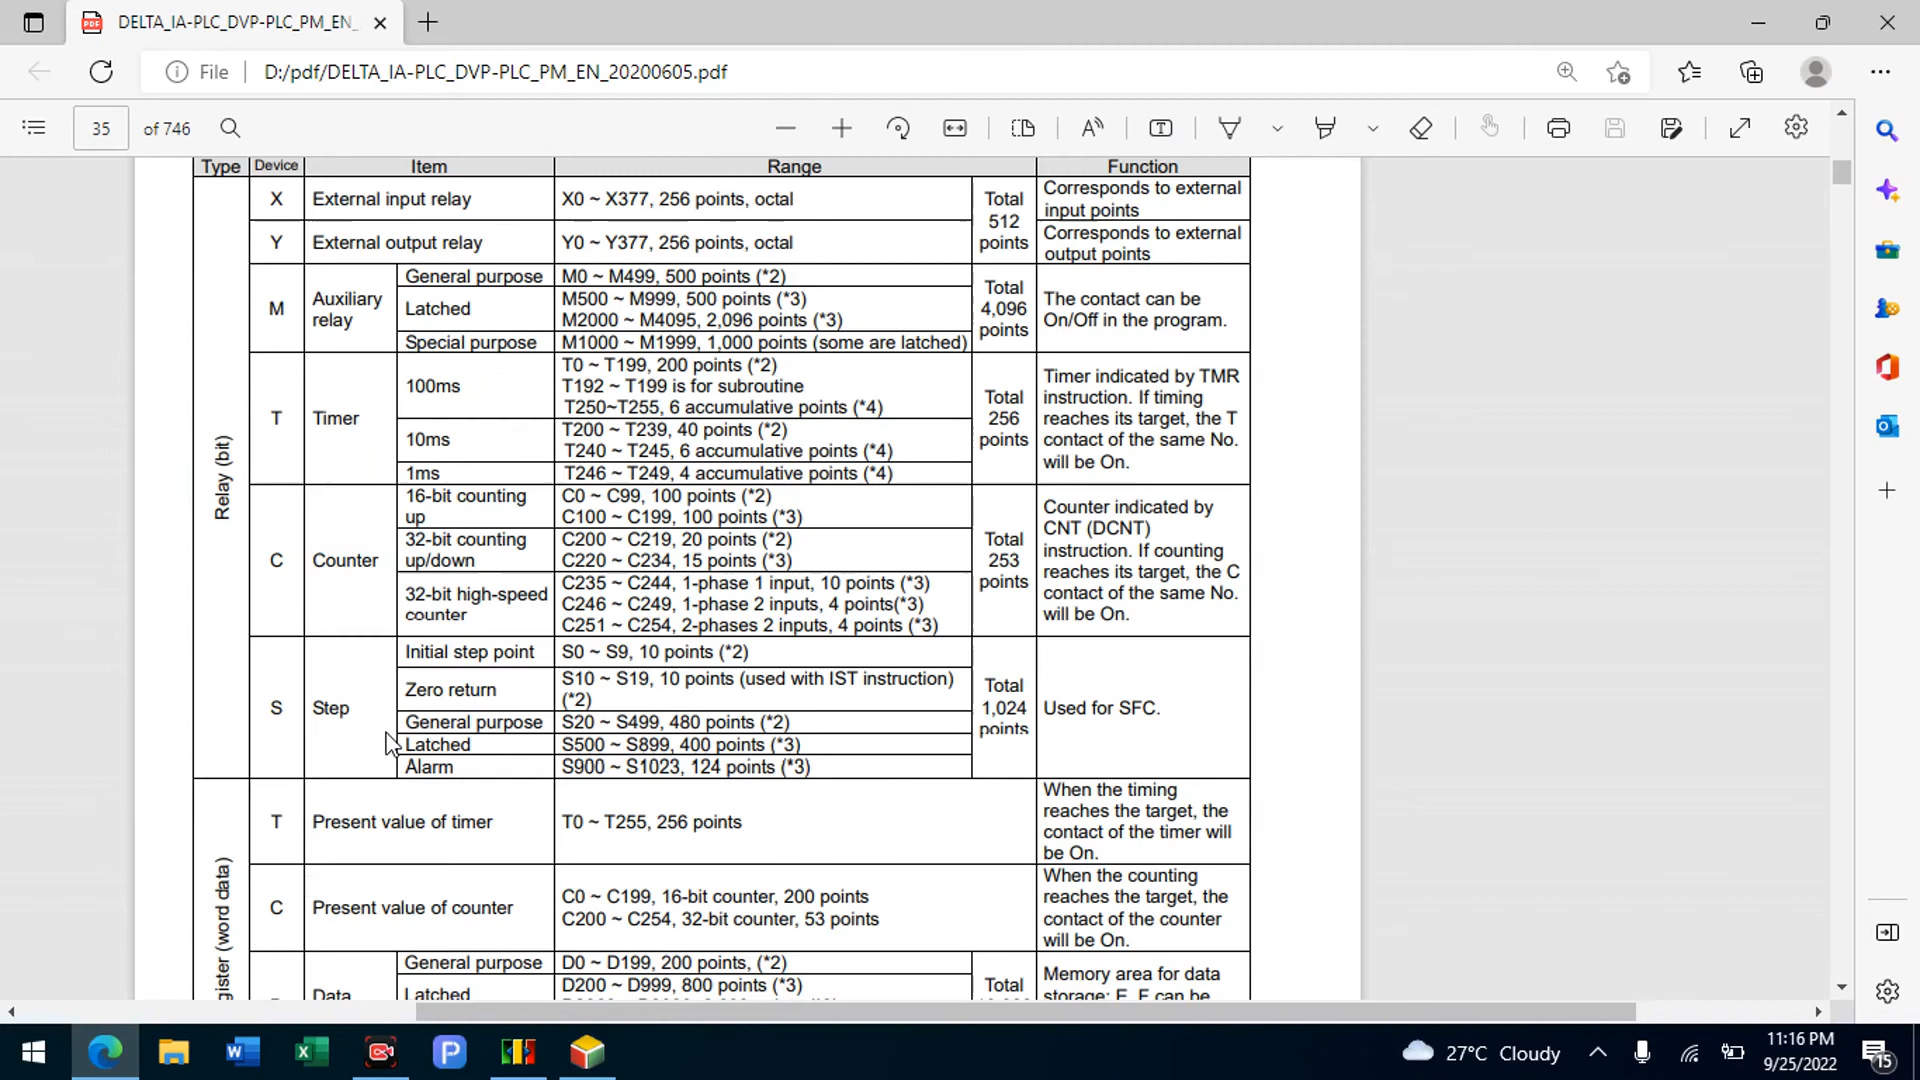 DELTA_IA-PLC_DVP-PLC_PM_EN_
File
D:/pdf/DELTA_IA-PLC_DVP-PLC_PM_EN_20200605.pdf
35 of 746
Type Device Item Range Function
Relay (bit)
X External input relay X0 ~ X377, 256 points, octal
Total
512
points
Corresponds to external
input points
Y External output relay Y0 ~ Y377, 256 points, octal
Corresponds to external
output points
M
Auxiliary
relay
General purpose M0 ~ M499, 500 points (*2)
Latched
M500 ~ M999, 500 points (*3)
M2000 ~ M4095, 2,096 points (*3)
Special purpose M1000 ~ M1999, 1,000 points (some are latched)
Total
4,096
points
The contact can be
On/Off in the program.
T Timer
100ms
T0 ~ T199, 200 points (*2)
T192 ~ T199 is for subroutine
T250~T255, 6 accumulative points (*4)
10ms
T200 ~ T239, 40 points (*2)
T240 ~ T245, 6 accumulative points (*4)
1ms T246 ~ T249, 4 accumulative points (*4)
Total
256
points
Timer indicated by TMR
instruction. If timing
reaches its target, the T
contact of the same No.
will be On.
C Counter
16-bit counting
up
C0 ~ C99, 100 points (*2)
C100 ~ C199, 100 points (*3)
32-bit counting
up/down
C200 ~ C219, 20 points (*2)
C220 ~ C234, 15 points (*3)
32-bit high-speed
counter
C235 ~ C244, 1-phase 1 input, 10 points (*3)
C246 ~ C249, 1-phase 2 inputs, 4 points(*3)
C251 ~ C254, 2-phases 2 inputs, 4 points (*3)
Total
253
points
Counter indicated by
CNT (DCNT)
instruction. If counting
reaches its target, the C
contact of the same No.
will be On.
S Step
Initial step point S0 ~ S9, 10 points (*2)
Zero return
S10 ~ S19, 10 points (used with IST instruction)
(*2)
General purpose S20 ~ S499, 480 points (*2)
Latched S500 ~ S899, 400 points (*3)
Alarm S900 ~ S1023, 124 points (*3)
Total
1,024
points
Used for SFC.
T Present value of timer T0 ~ T255, 256 points
When the timing
reaches the target, the
contact of the timer will
be On.
gister (word data)
C Present value of counter
C0 ~ C199, 16-bit counter, 200 points
C200 ~ C254, 32-bit counter, 53 points
When the counting
reaches the target, the
contact of the counter
will be On.
Data
General purpose D0 ~ D199, 200 points, (*2)
Latched
D200 ~ D999, 800 points (*3)
Total
Memory area for data
storage; E, F can be
27°C Cloudy
11:16 PM
9/25/2022
15